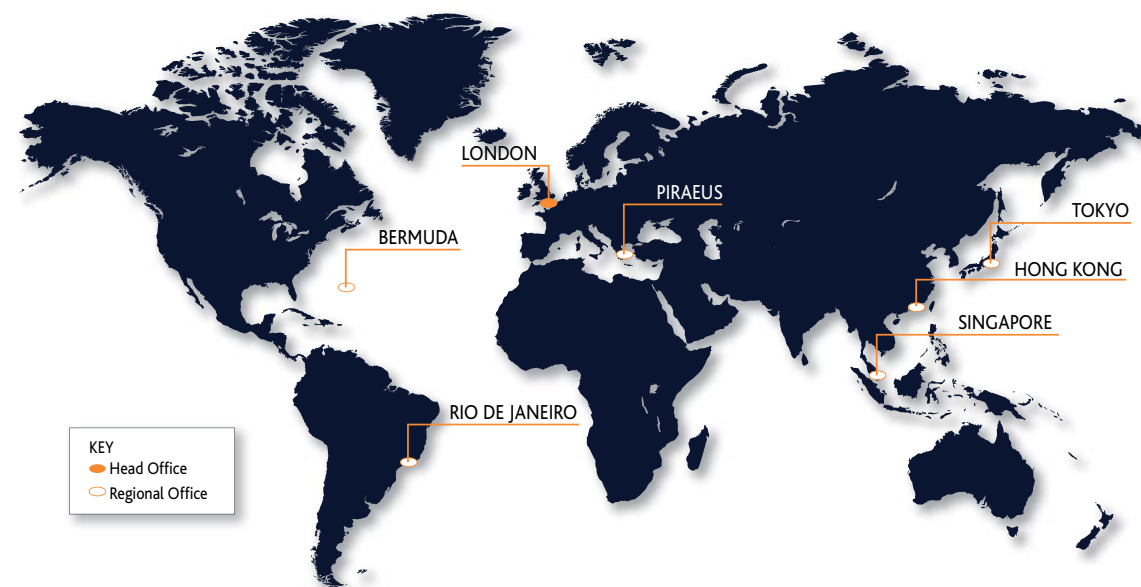 LONDON
PIRAEUS
TOKYO
BERMUDA
HONG KONG
SINGAPORE
RIO DE JANEIRO
KEY
Head Office
Regional Office